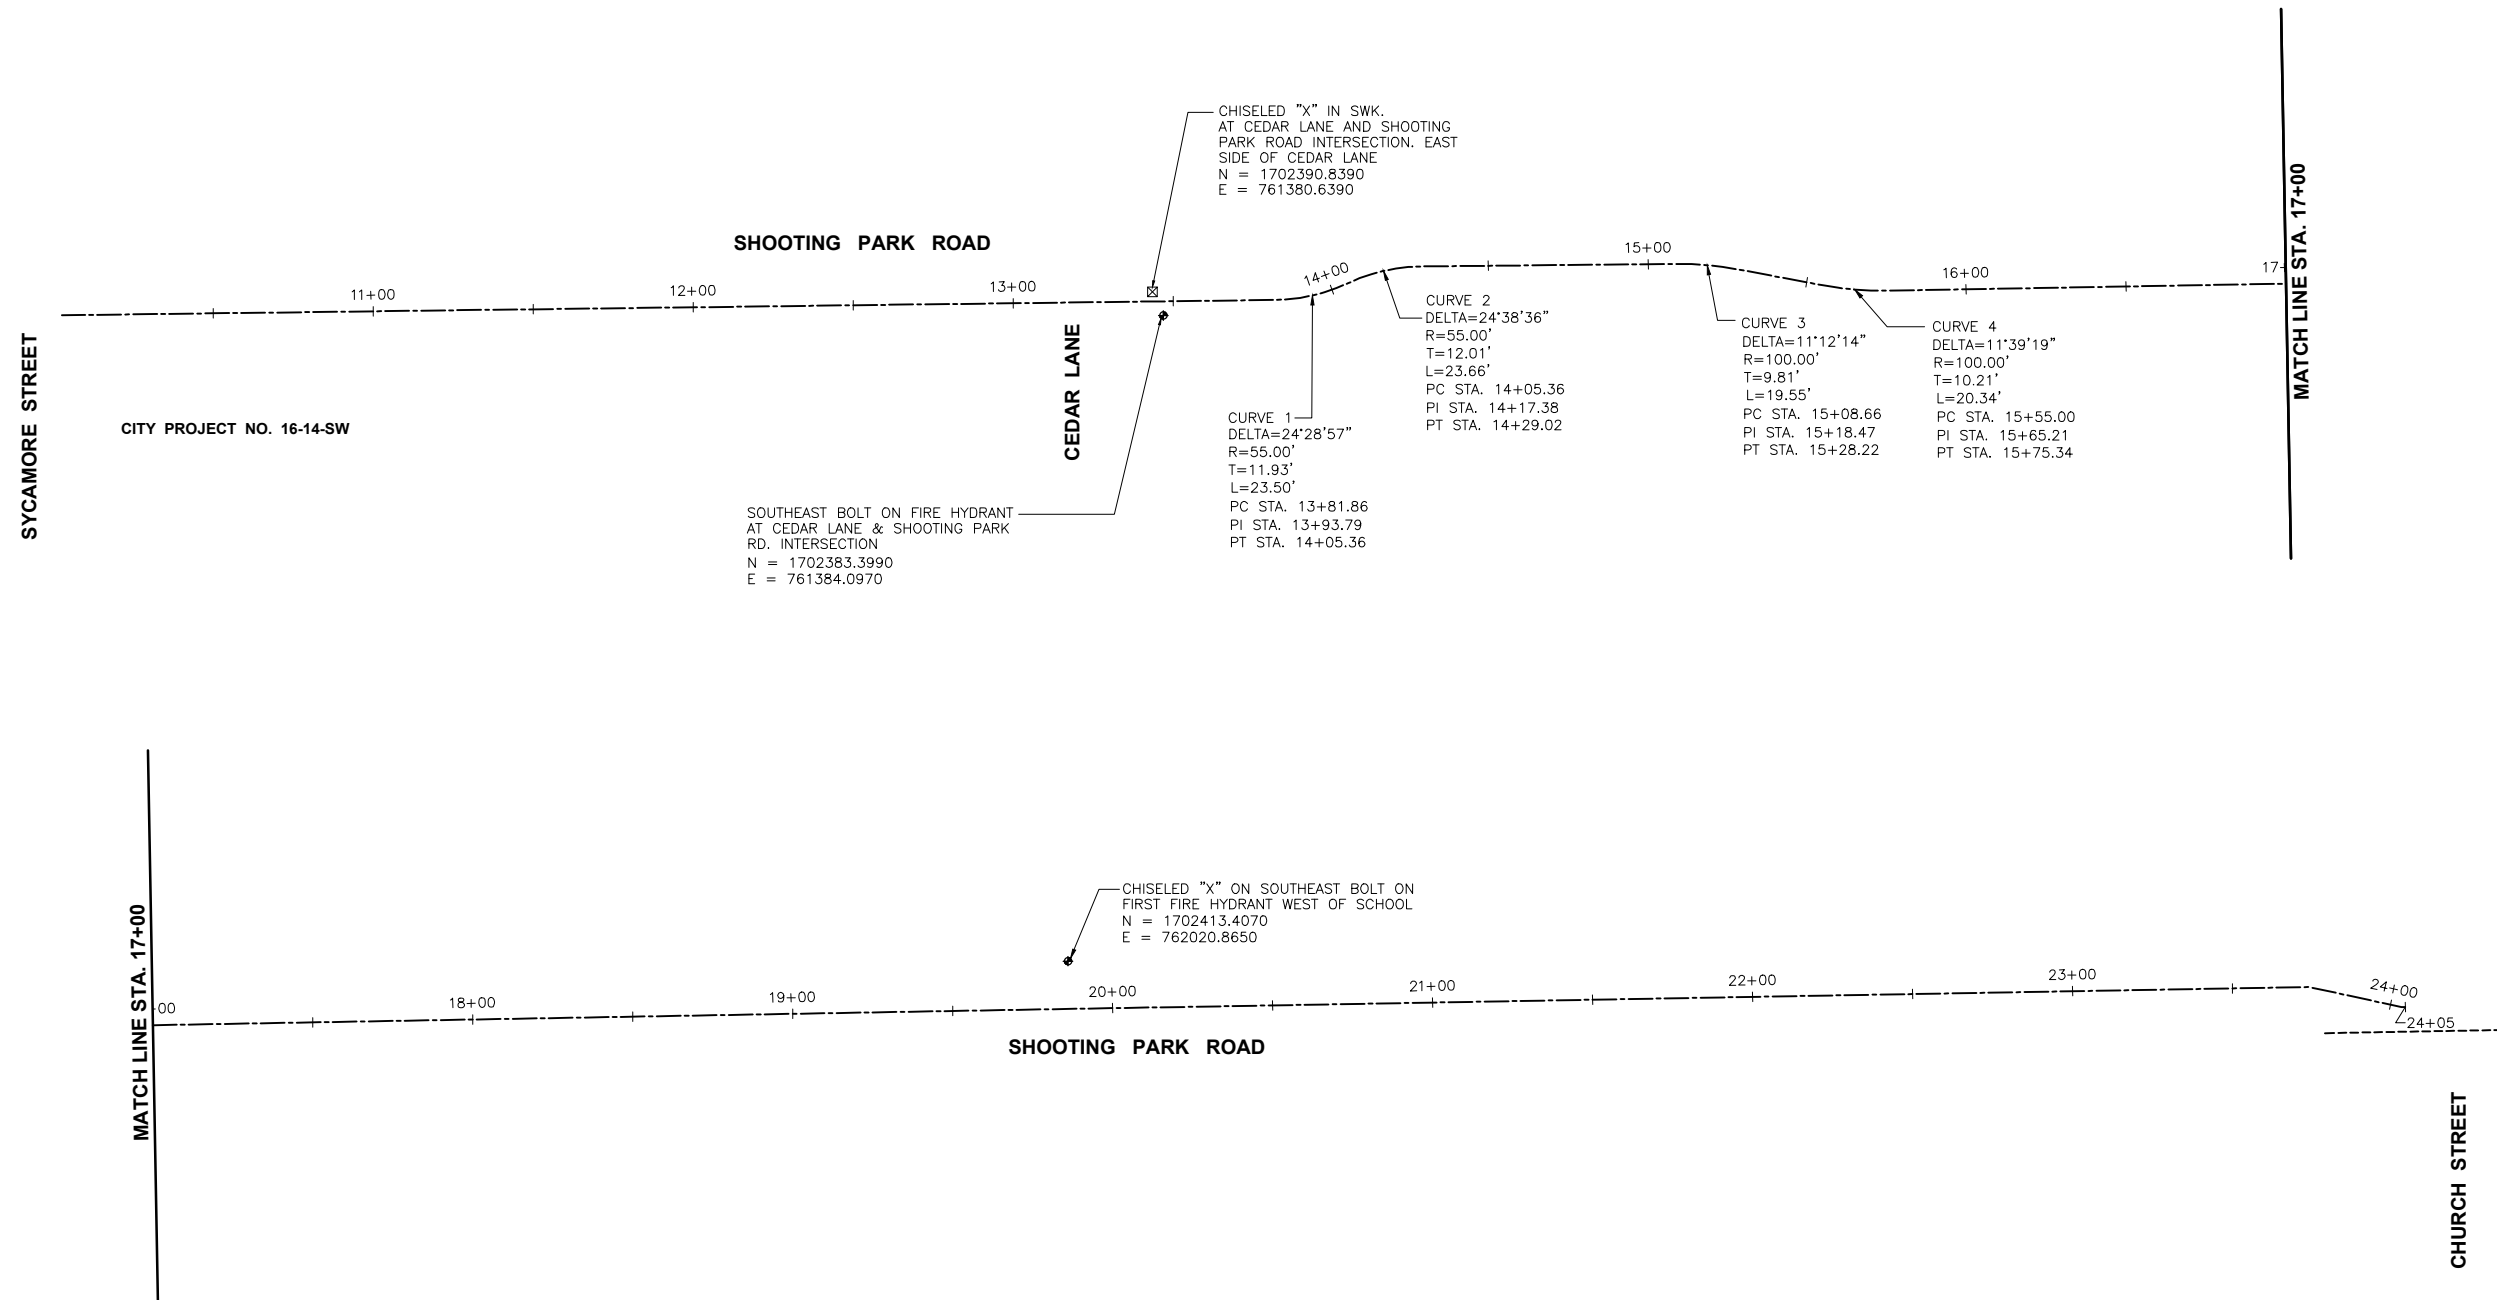 CHISELED "X" IN SWK.
AT CEDAR LANE AND SHOOTING
PARK ROAD INTERSECTION. EAST
SIDE OF CEDAR LANE
N = 1702390.8390
E = 761380.6390
SHOOTING PARK ROAD
11+00
12+00
13+00
14+00
15+00
16+00
17
MATCH LINE STA. 17+00
SYCAMORE STREET
CITY PROJECT NO. 16-14-SW
CEDAR LANE
SOUTHEAST BOLT ON FIRE HYDRANT
AT CEDAR LANE & SHOOTING PARK
RD. INTERSECTION
N = 1702383.3990
E = 761384.0970
CURVE 1
DELTA=24°28'57"
R=55.00'
T=11.93'
L=23.50'
PC STA. 13+81.86
PI STA. 13+93.79
PT STA. 14+05.36
CURVE 2
DELTA=24°38'36"
R=55.00'
T=12.01'
L=23.66'
PC STA. 14+05.36
PI STA. 14+17.38
PT STA. 14+29.02
CURVE 3
DELTA=11°12'14"
R=100.00'
T=9.81'
L=19.55'
PC STA. 15+08.66
PI STA. 15+18.47
PT STA. 15+28.22
CURVE 4
DELTA=11°39'19"
R=100.00'
T=10.21'
L=20.34'
PC STA. 15+55.00
PI STA. 15+65.21
PT STA. 15+75.34
MATCH LINE STA. 17+00
CHISELED "X" ON SOUTHEAST BOLT ON
FIRST FIRE HYDRANT WEST OF SCHOOL
N = 1702413.4070
E = 762020.8650
00
18+00
19+00
20+00
21+00
22+00
23+00
24+00
24+05
SHOOTING PARK ROAD
CHURCH STREET